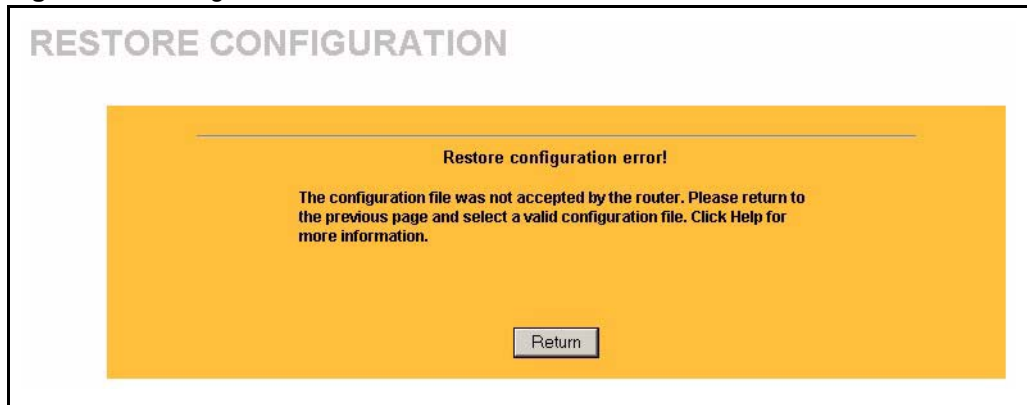 RESTORE CONFIGURATION
Restore configuration error!
The configuration file was not accepted by the router. Please return to
the previous page and select a valid configuration file. Click Help for
more information.
Return